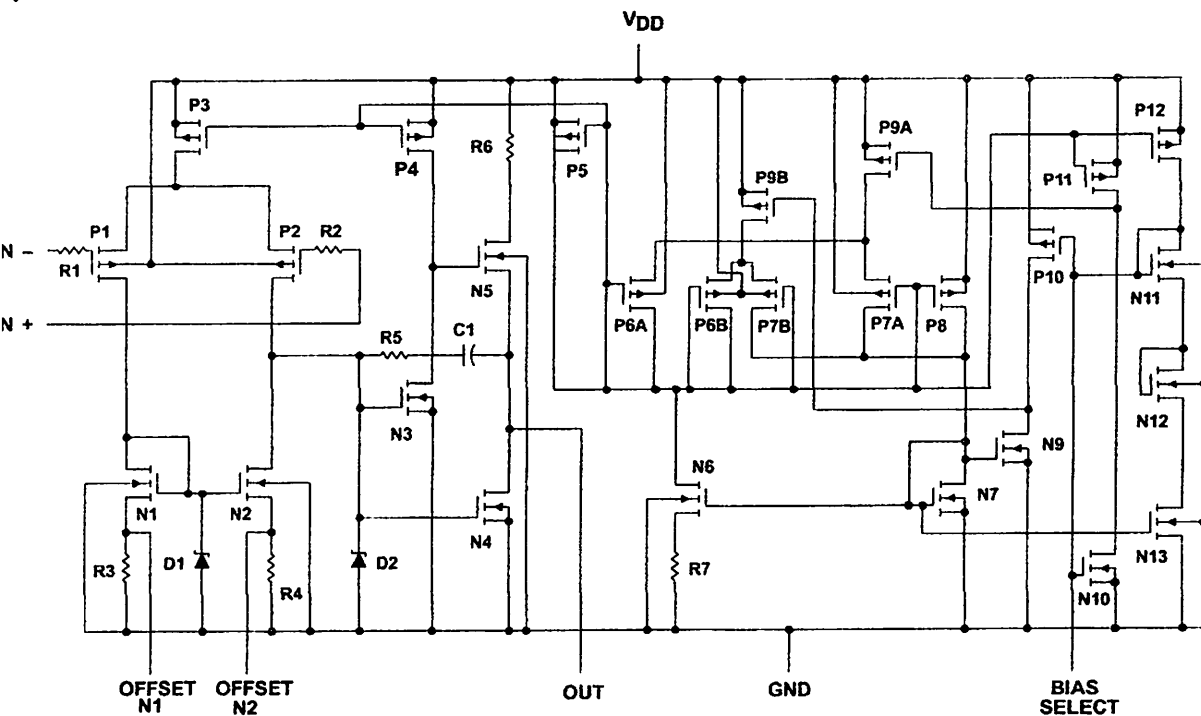 VDD
P3
P4
R6
P5
P9A
P12
P9B
P11
P1
P2
R2
N -
R1
P10
N5
N11
P6A
P6B
P7B
P7A
P8
N +
R5
C1
N3
N12
N9
N6
N1
N2
N7
N4
R3
D1
D2
R7
N13
R4
N10
OFFSET
N1
OFFSET
N2
OUT
GND
BIAS
SELECT